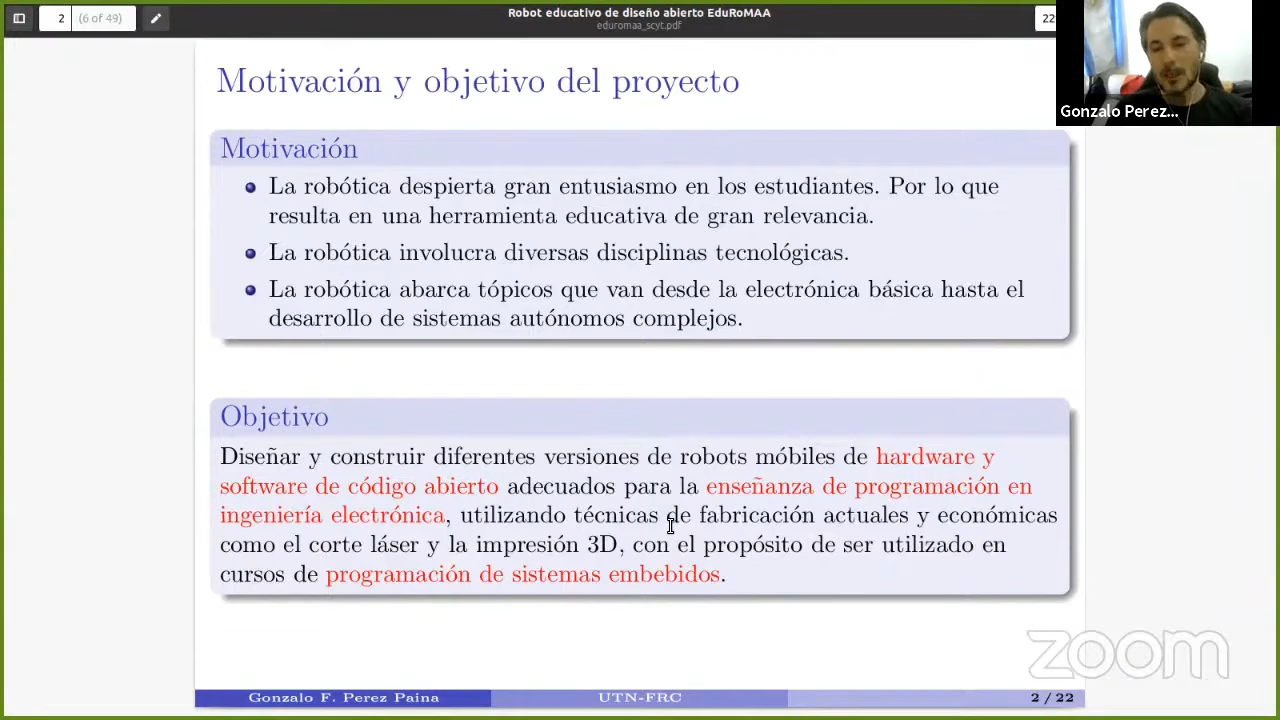 Robot educativo de diseño abierto EduRoMAA
eduromaa_scyt.pdf
2 (6 of 49)
22
Gonzalo Perez...
Motivación y objetivo del proyecto
Motivación
La robótica despierta gran entusiasmo en los estudiantes. Por lo que
resulta en una herramienta educativa de gran relevancia.
La robótica involucra diversas disciplinas tecnológicas.
La robótica abarca tópicos que van desde la electrónica básica hasta el
desarrollo de sistemas autónomos complejos.
Objetivo
Diseñar y construir diferentes versiones de robots móbiles de hardware y
software de código abierto adecuados para la enseñanza de programación en
ingeniería electrónica, utilizando técnicas de fabricación actuales y económicas
como el corte láser y la impresión 3D, con el propósito de ser utilizado en
cursos de programación de sistemas embebidos.
zoom
Gonzalo F. Perez Paina UTN-FRC 2 / 22